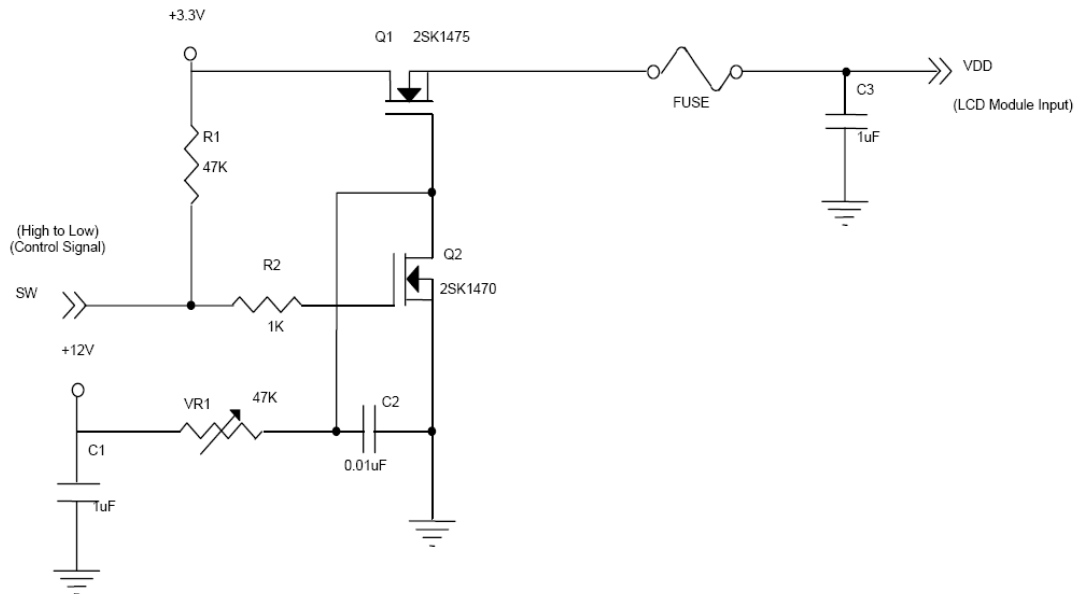 +3.3V
Q1 2SK1475
VDD
FUSE
C3
(LCD Module Input)
1uF
R1
47K
(High to Low)
(Control Signal)
Q2
R2
SW
2SK1470
1K
+12V
VR1
47K
C2
C1
0.01uF
1uF